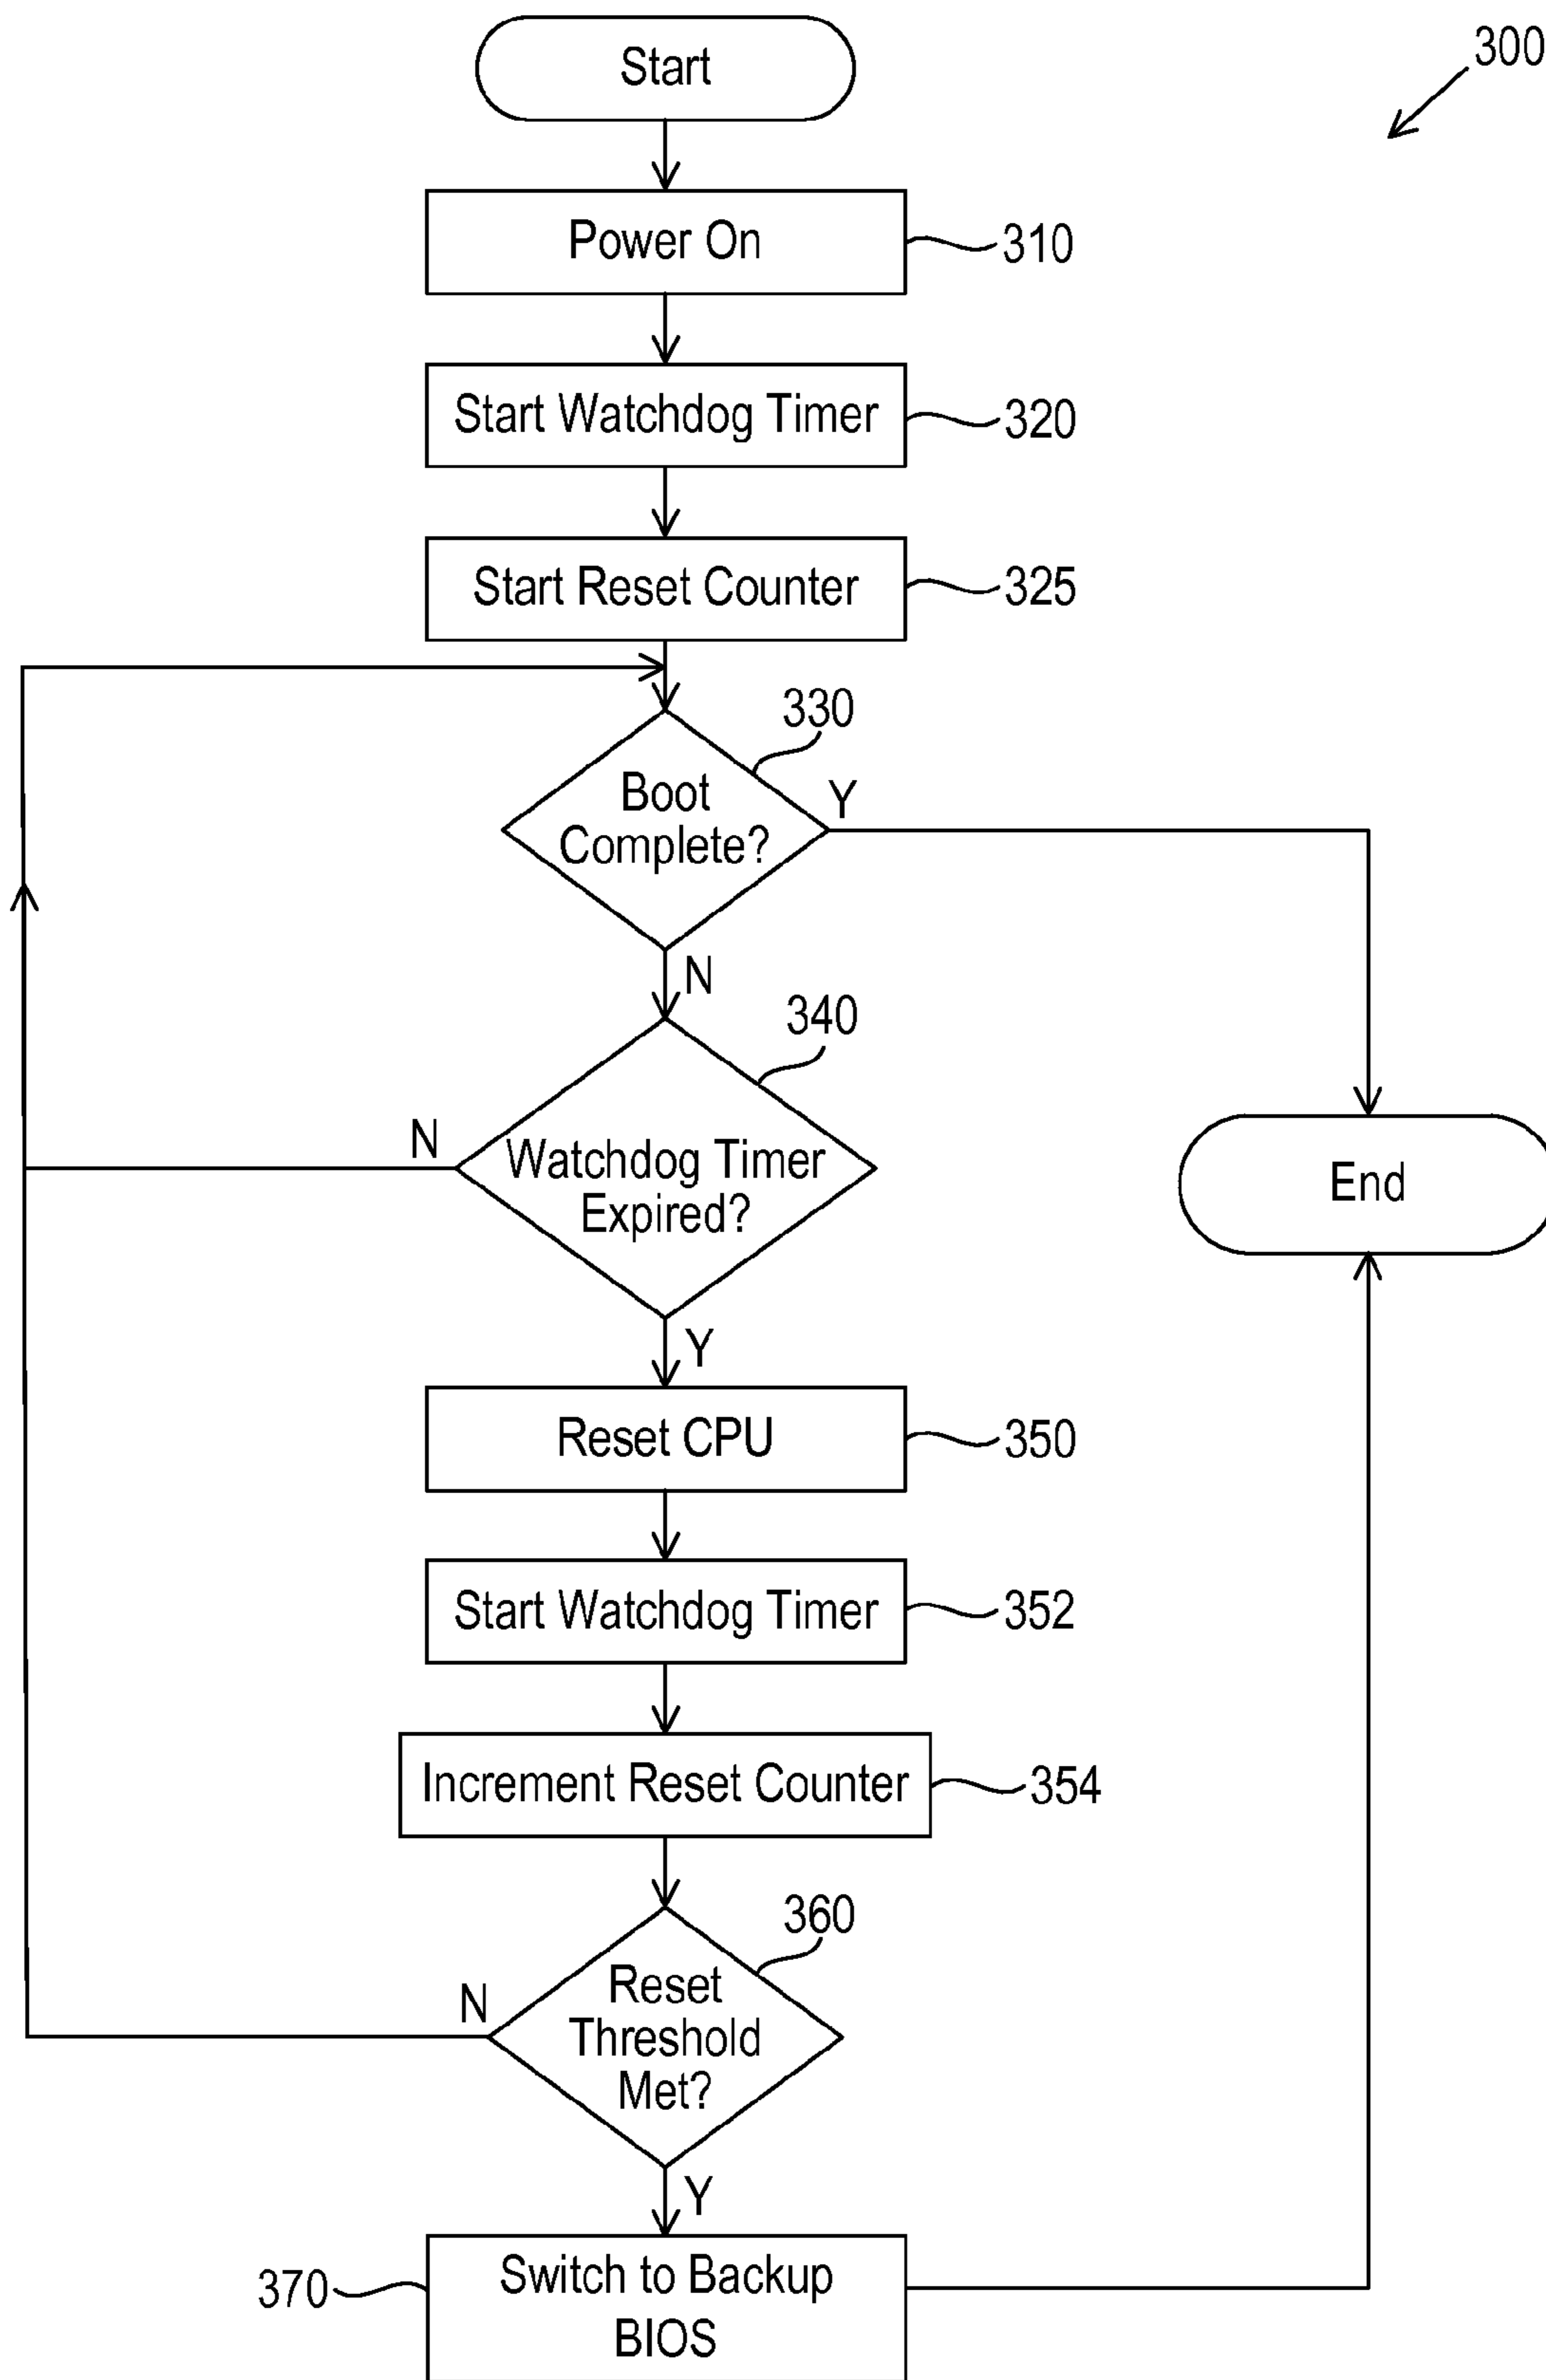 300
Start
Power On
310
Start Watchdog Timer
320
Start Reset Counter
325
330
Boot
Complete?
Y
N
340
N
Watchdog Timer
Expired?
End
Y
Reset CPU
350
Start Watchdog Timer
352
Increment Reset Counter
354
360
N
Reset
Threshold
Met?
Y
370
Switch to Backup
BIOS